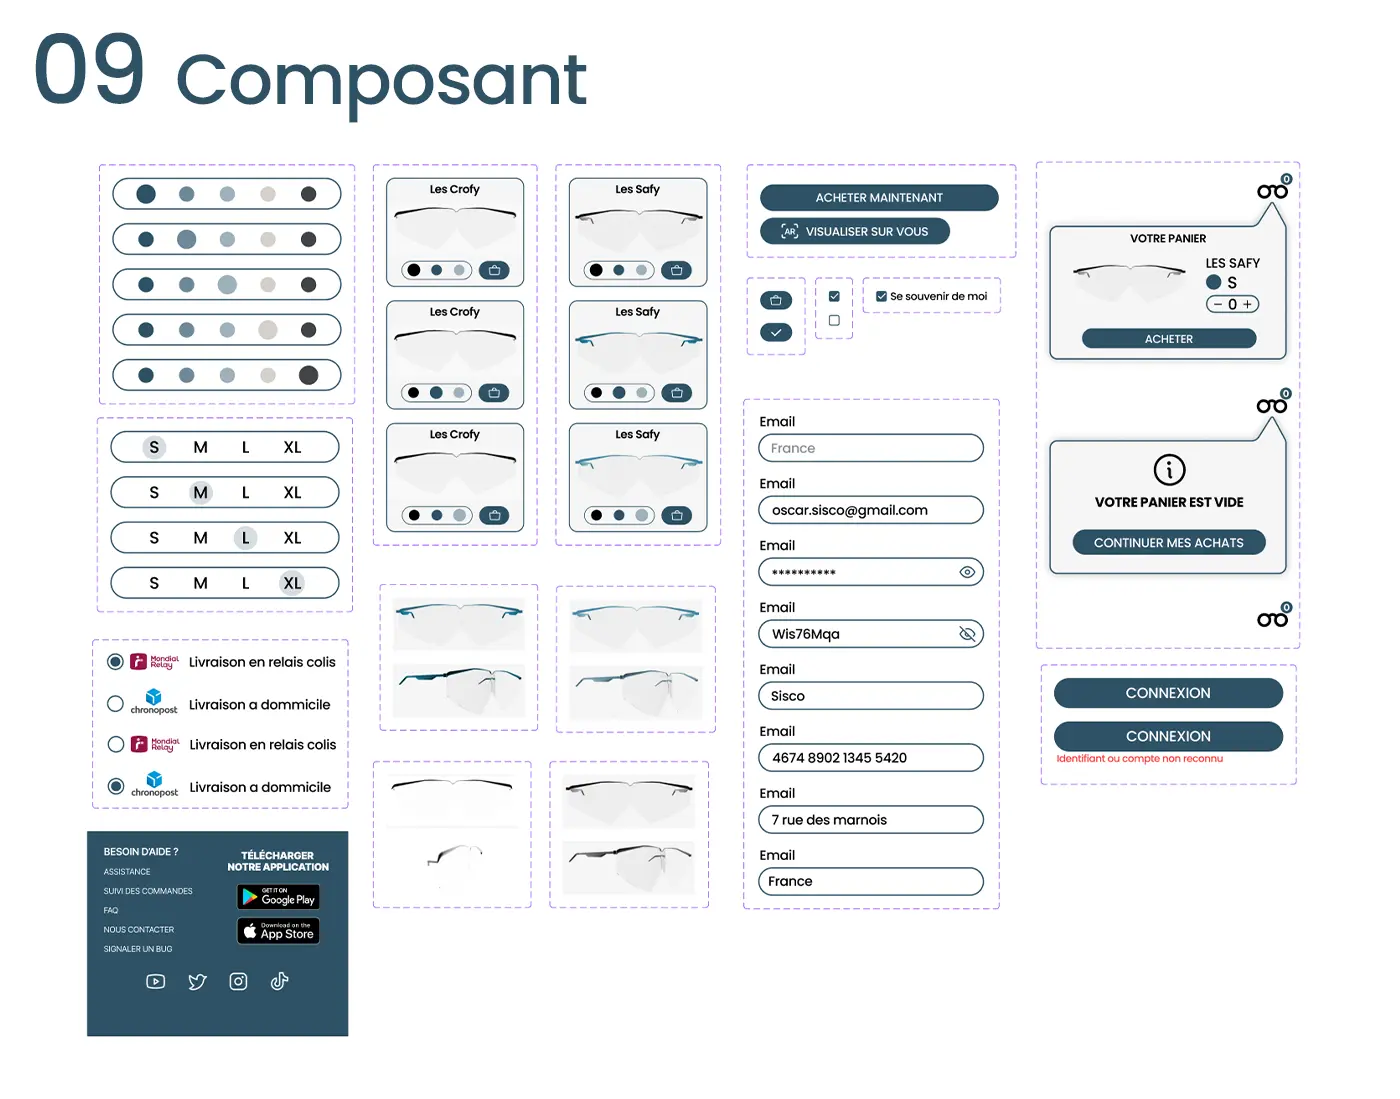 09 Composant
S M L XL
S M L XL
S M L XL
S M L XL
Mondial Relay Livraison en relais colis
chronopost Livraison a dommicile
Mondial Relay Livraison en relais colis
chronopost Livraison a dommicile
BESOIN D'AIDE ?
ASSISTANCE
SUIVI DES COMMANDES
FAQ
NOUS CONTACTER
SIGNALER UN BUG
TÉLÉCHARGER
NOTRE APPLICATION
GET IT ON
Google Play
Download on the
App Store
Les Crofy
Les Crofy
Les Crofy
Les Safy
Les Safy
Les Safy
ACHETER MAINTENANT
AR VISUALISER SUR VOUS
Se souvenir de moi
Email
France
Email
oscar.sisco@gmail.com
Email
**********
Email
Wis76Mqa
Email
Sisco
Email
4674 8902 1345 5420
Email
7 rue des marnois
Email
France
0
VOTRE PANIER
LES SAFY
S
− 0 +
ACHETER
0
i
VOTRE PANIER EST VIDE
CONTINUER MES ACHATS
0
CONNEXION
CONNEXION
Identifiant ou compte non reconnu